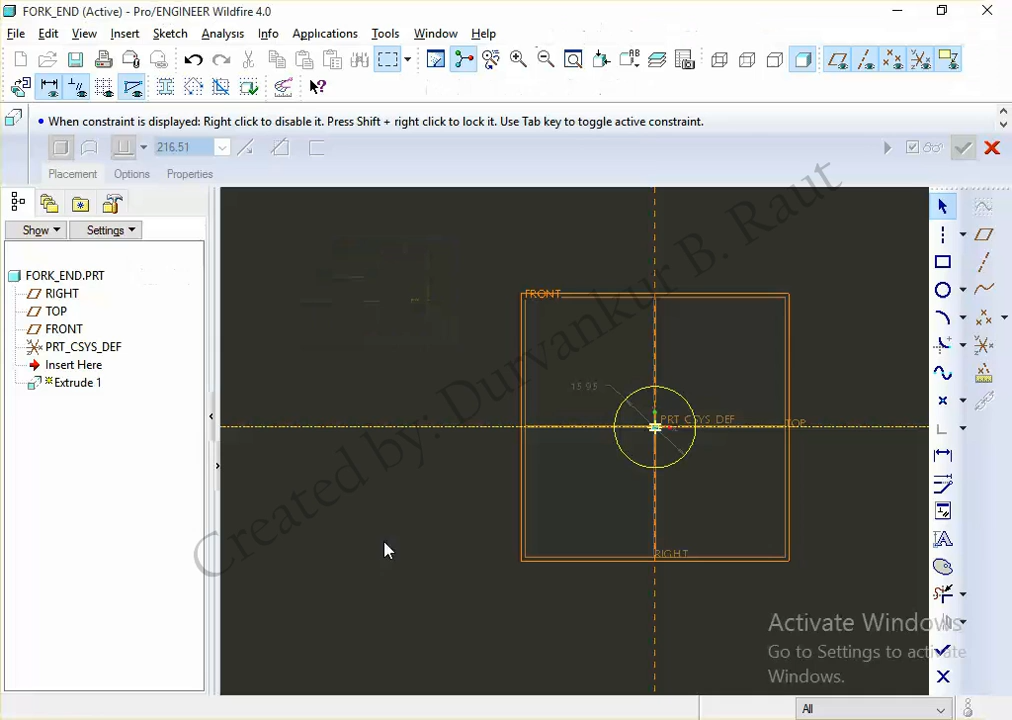 FORK_END (Active) - Pro/ENGINEER Wildfire 4.0
File Edit View Insert Sketch Analysis Info Applications Tools Window Help
• When constraint is displayed: Right click to disable it. Press Shift + right click to lock it. Use Tab key to toggle active constraint.
216.51
Placement Options Properties
Show Settings
FORK_END.PRT
RIGHT
TOP
FRONT
PRT_CSYS_DEF
Insert Here
Extrude 1
FRONT
15.95
PRT_CSYS_DEF
TOP
RIGHT
Created by: Durvankur B. Raut
Activate Windows
Go to Settings to activate
Windows.
All